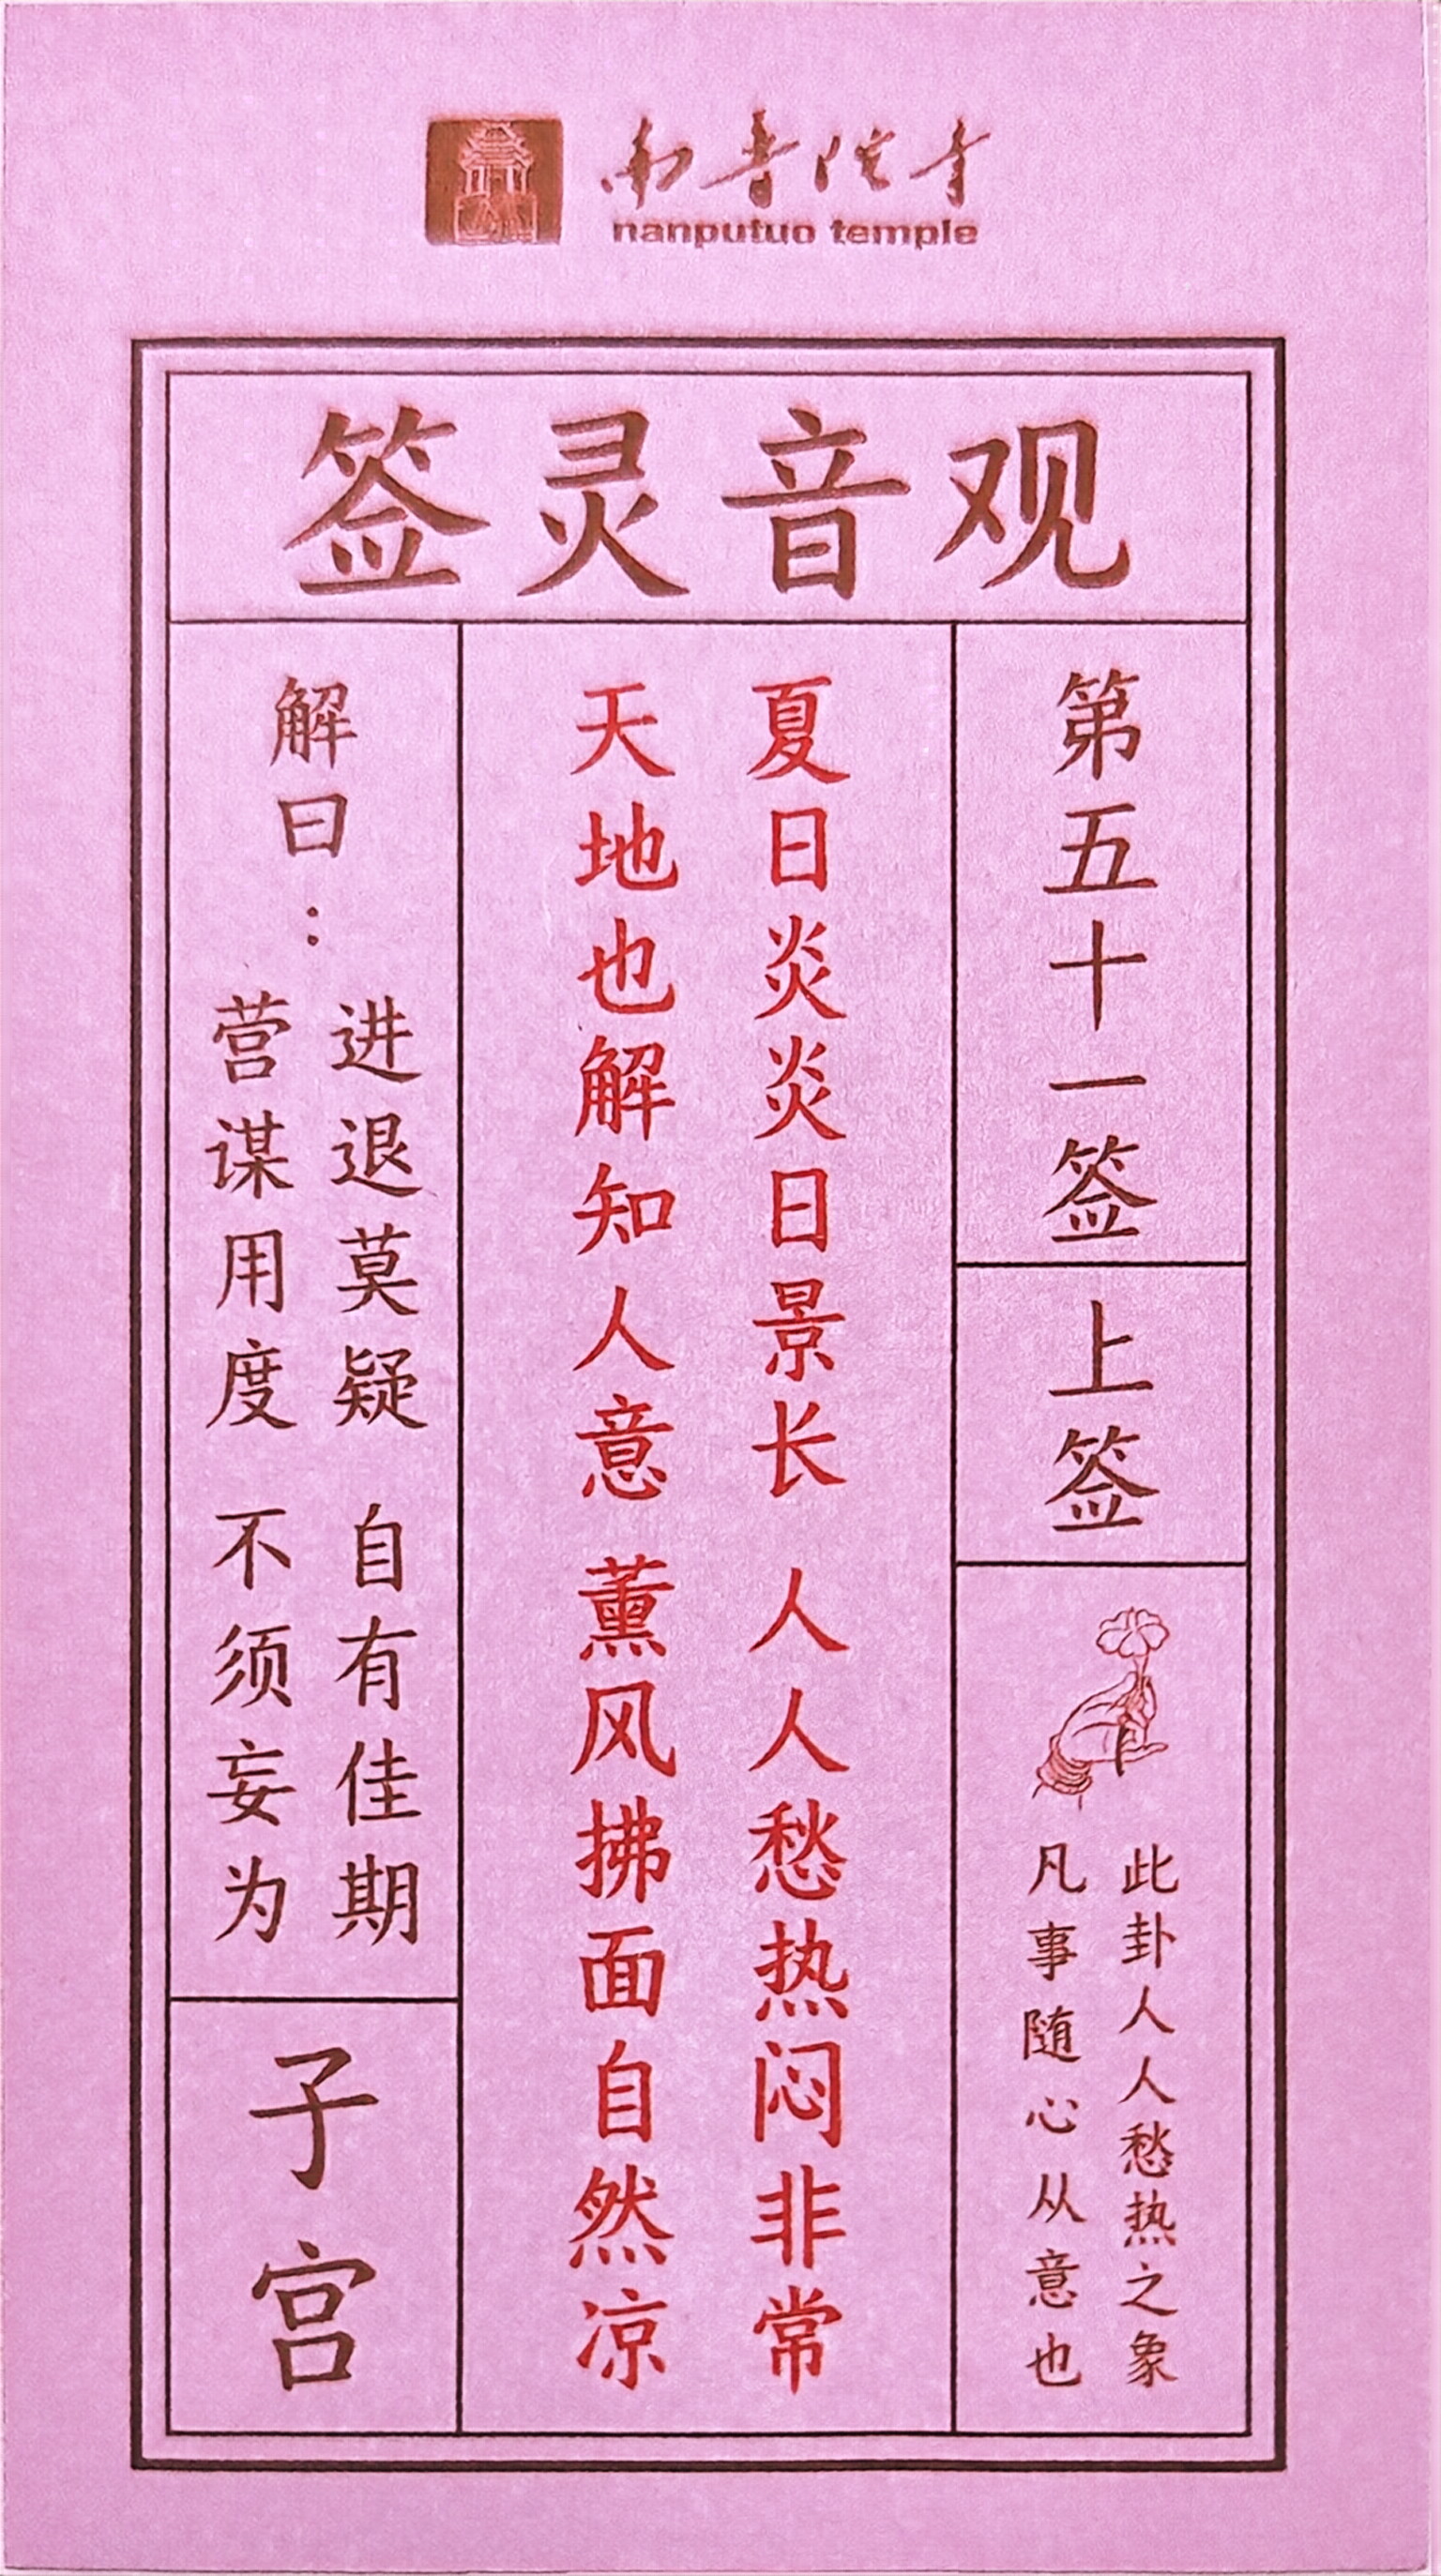 南普陀寺
nanputuo temple
观音灵签
第五十一签
上签
此卦人人愁热之象
凡事随心从意也
夏日炎炎日景长 人人愁热闷非常
天地也解知人意 薰风拂面自然凉
解曰：
进退莫疑 自有佳期
营谋用度 不须妄为
子宫